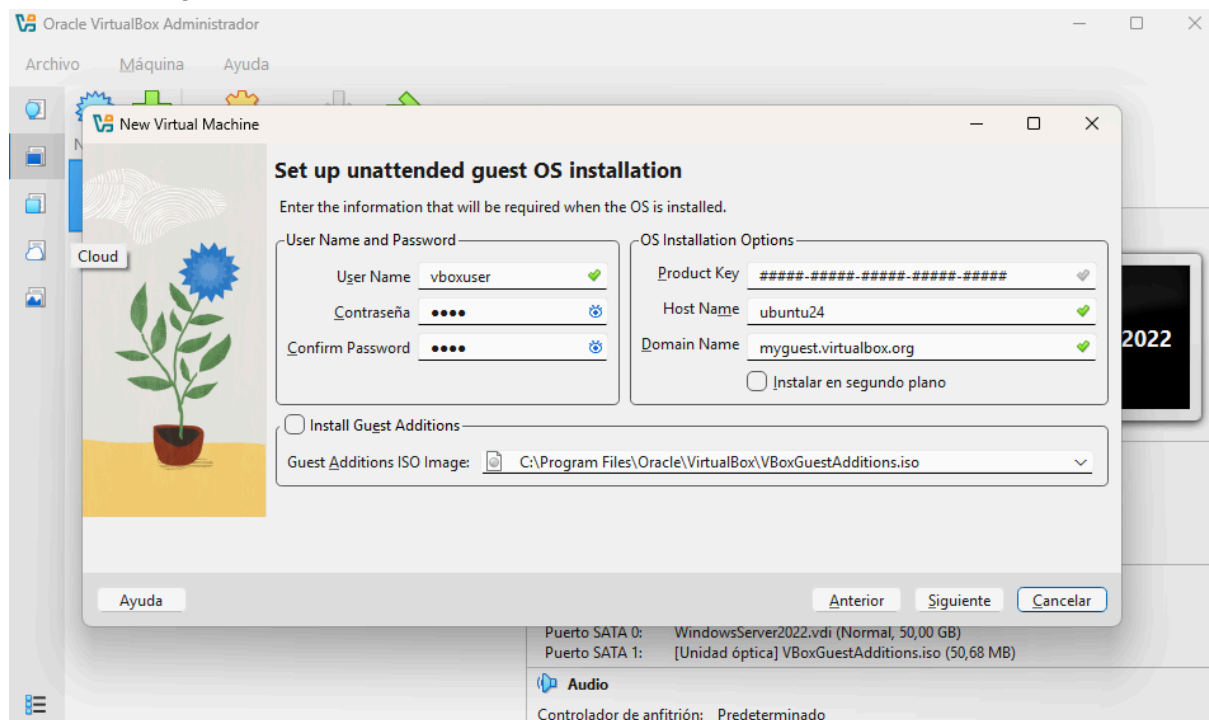 Oracle VirtualBox Administrador
Archivo Máquina Ayuda
New Virtual Machine
Set up unattended guest OS installation
Enter the information that will be required when the OS is installed.
User Name and Password
User Name vboxuser
Contraseña ●●●●
Confirm Password ●●●●
OS Installation Options
Product Key #####-#####-#####-#####-#####
Host Name ubuntu24
Domain Name myguest.virtualbox.org
Instalar en segundo plano
Install Guest Additions
Guest Additions ISO Image: C:\Program Files\Oracle\VirtualBox\VBoxGuestAdditions.iso
Cloud
2022
Ayuda Anterior Siguiente Cancelar
Puerto SATA 0: WindowsServer2022.vdi (Normal, 50,00 GB)
Puerto SATA 1: [Unidad óptica] VBoxGuestAdditions.iso (50,68 MB)
Audio
Controlador de anfitrión: Predeterminado